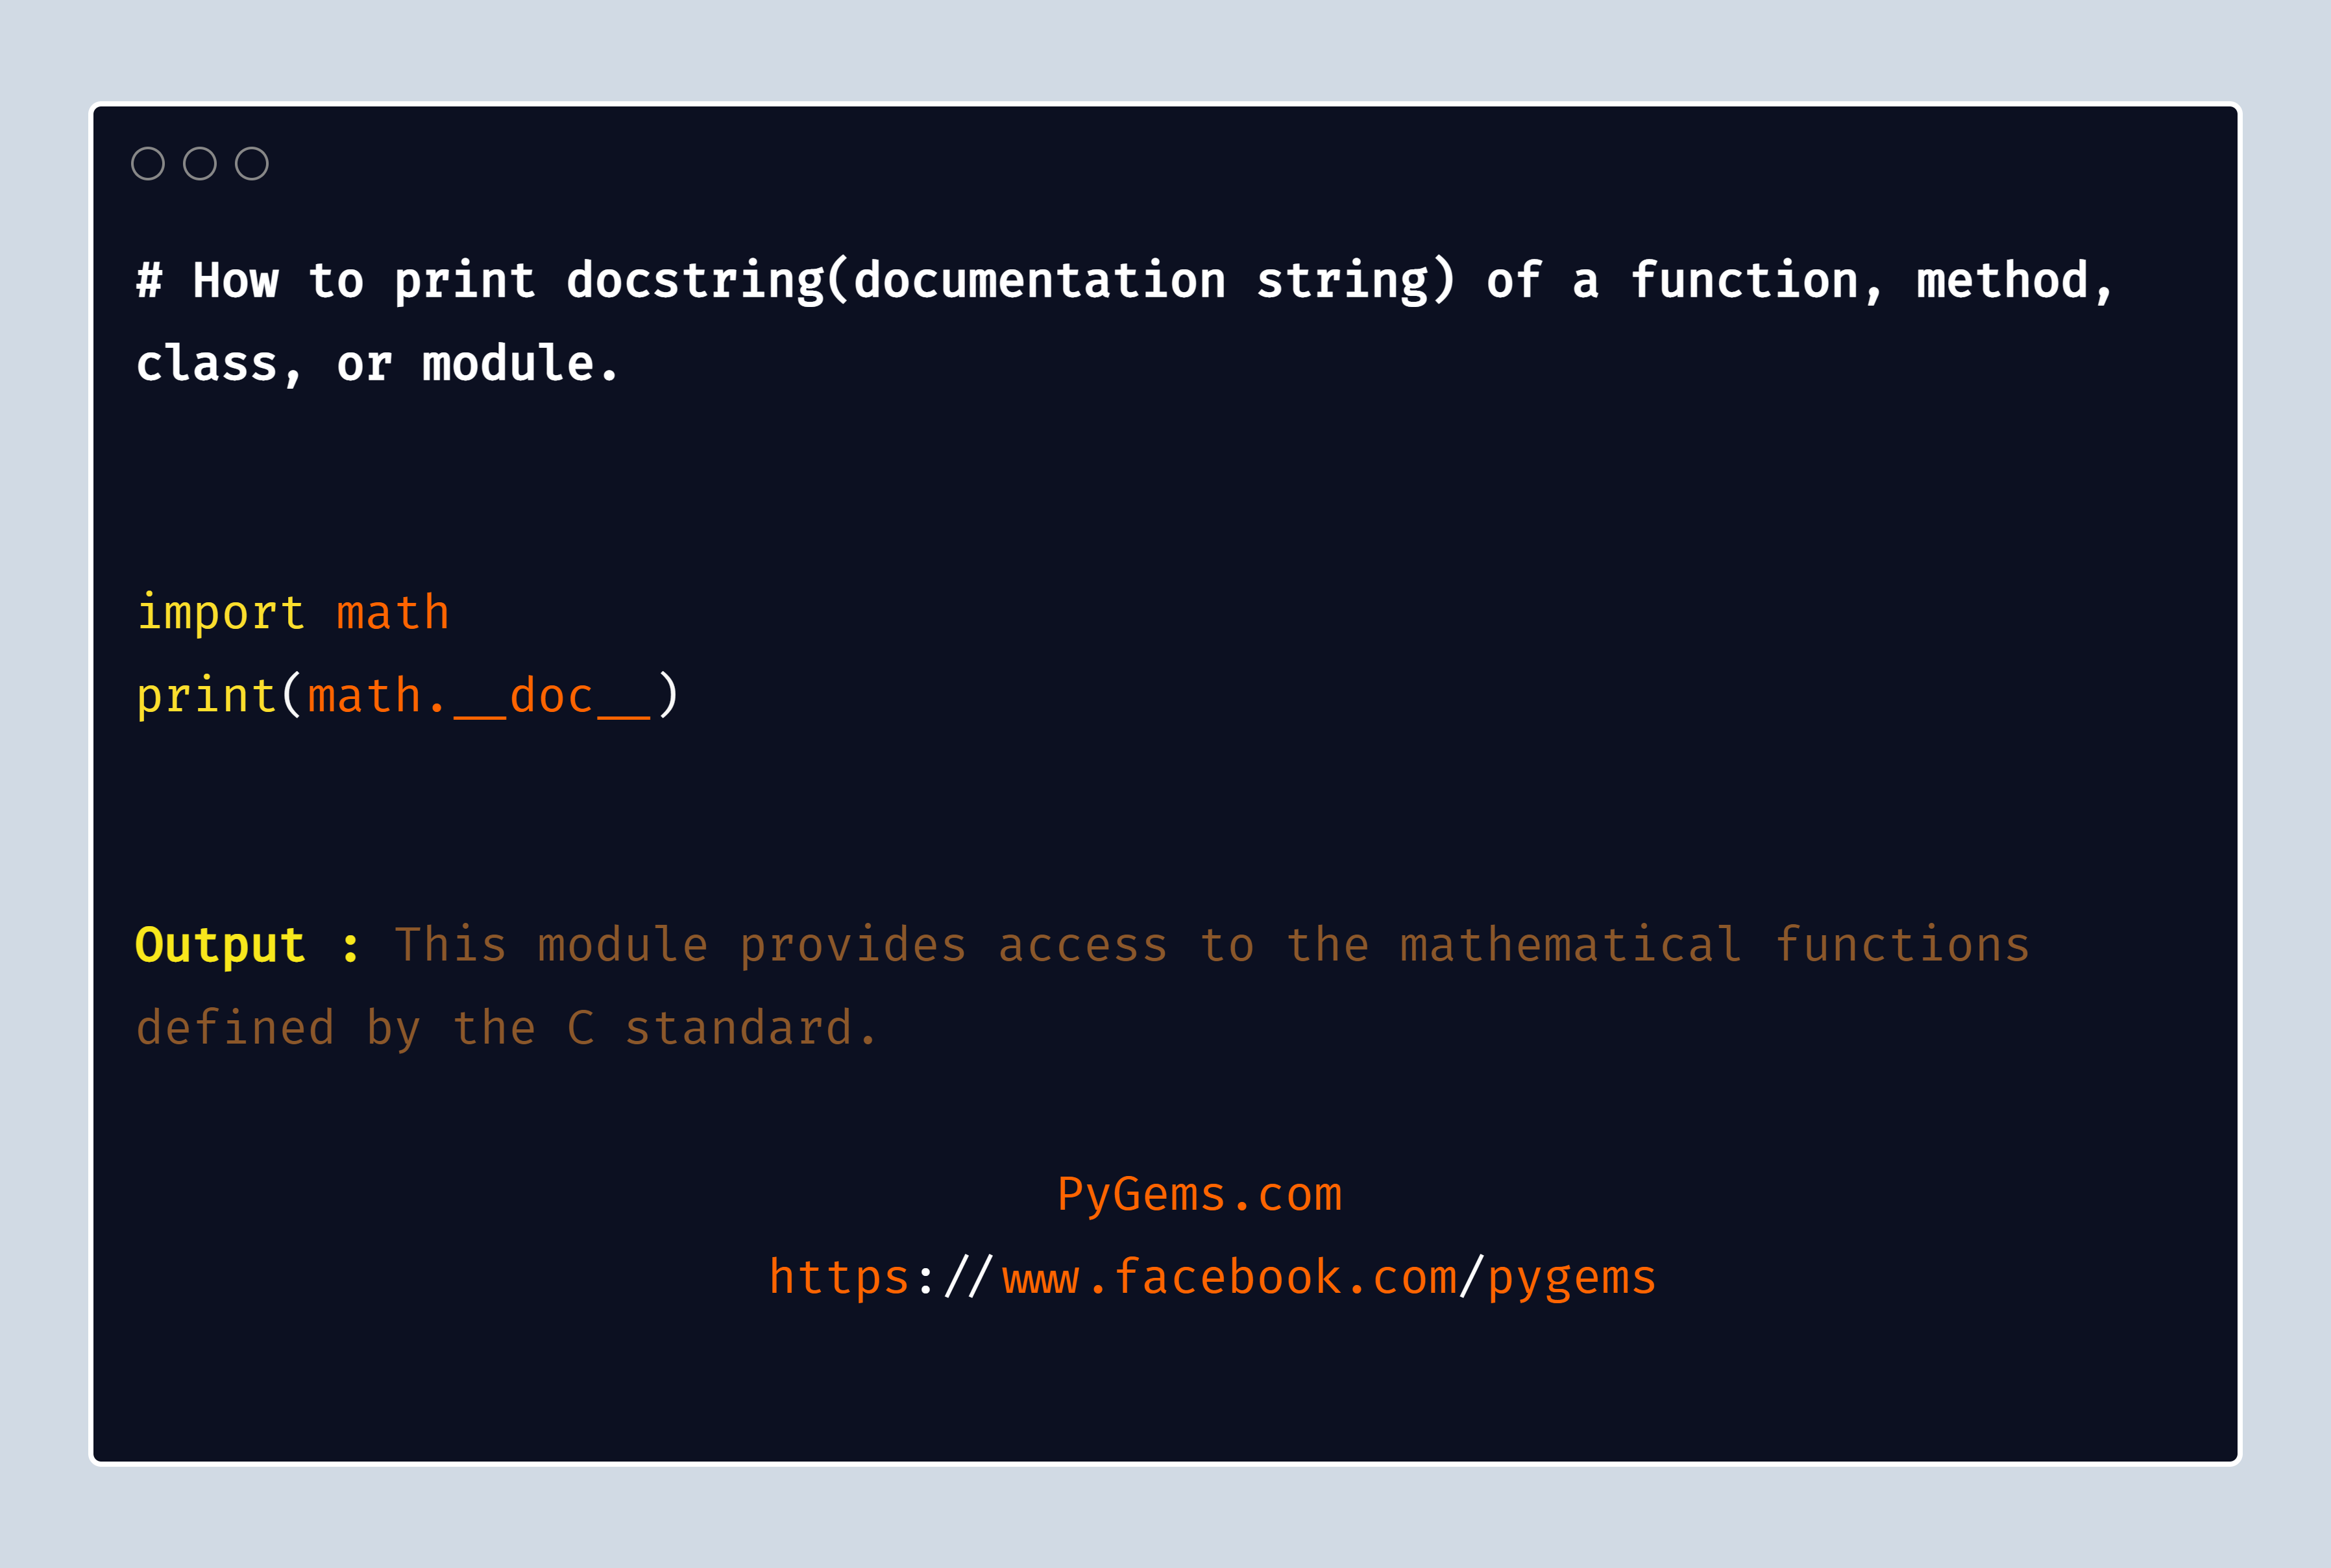 # How to print docstring(documentation string) of a function, method,
class, or module.
import math
print(math.__doc__)
Output : This module provides access to the mathematical functions
defined by the C standard.
PyGems.com
https://www.facebook.com/pygems